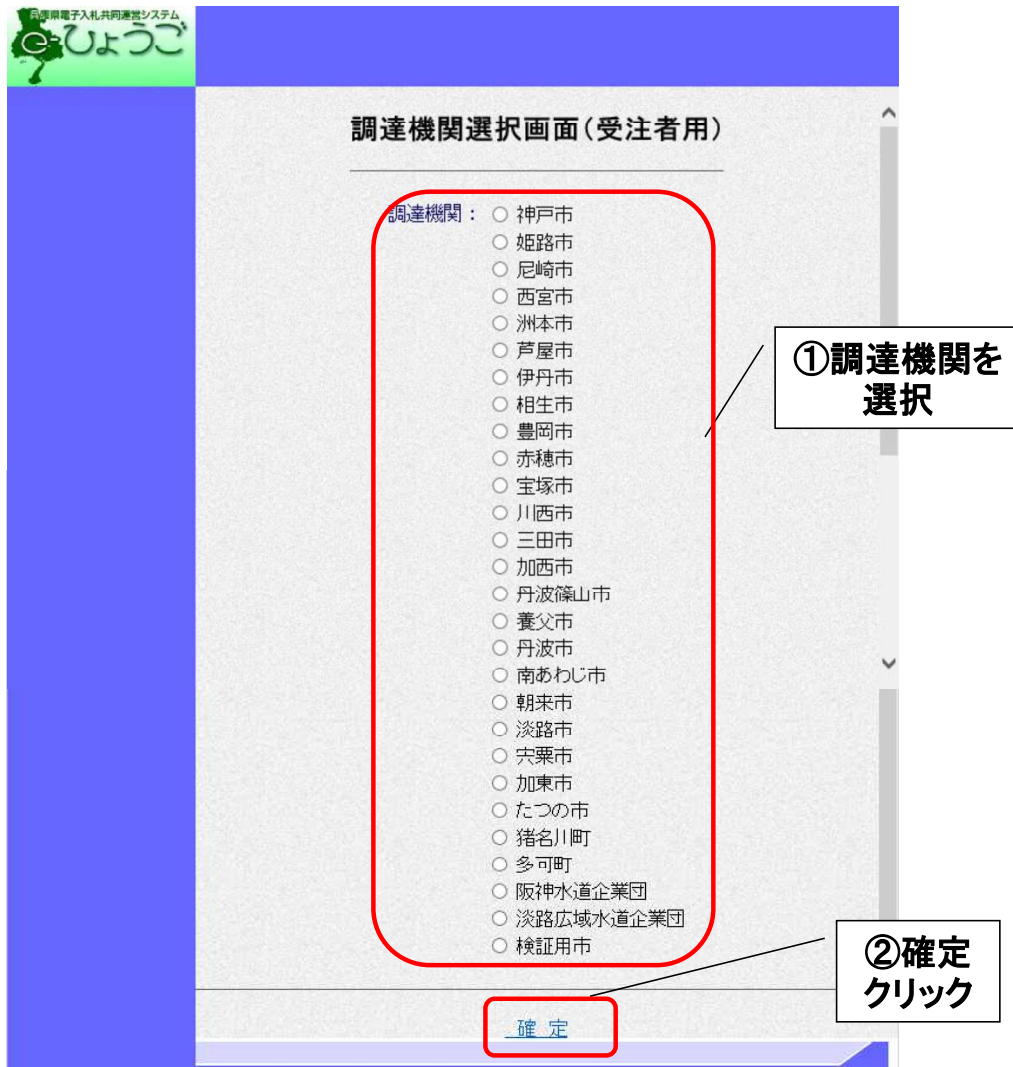 兵庫県電子入札共同運営システム
e-ひょうご
調達機関選択画面（受注者用）
調達機関： ○ 神戸市
○ 姫路市
○ 尼崎市
○ 西宮市
○ 洲本市
○ 芦屋市
○ 伊丹市
○ 相生市
○ 豊岡市
○ 赤穂市
○ 宝塚市
○ 川西市
○ 三田市
○ 加西市
○ 丹波篠山市
○ 養父市
○ 丹波市
○ 南あわじ市
○ 朝来市
○ 淡路市
○ 宍粟市
○ 加東市
○ たつの市
○ 猪名川町
○ 多可町
○ 阪神水道企業団
○ 淡路広域水道企業団
○ 検証用市
①調達機関を
選択
②確定
クリック
確 定